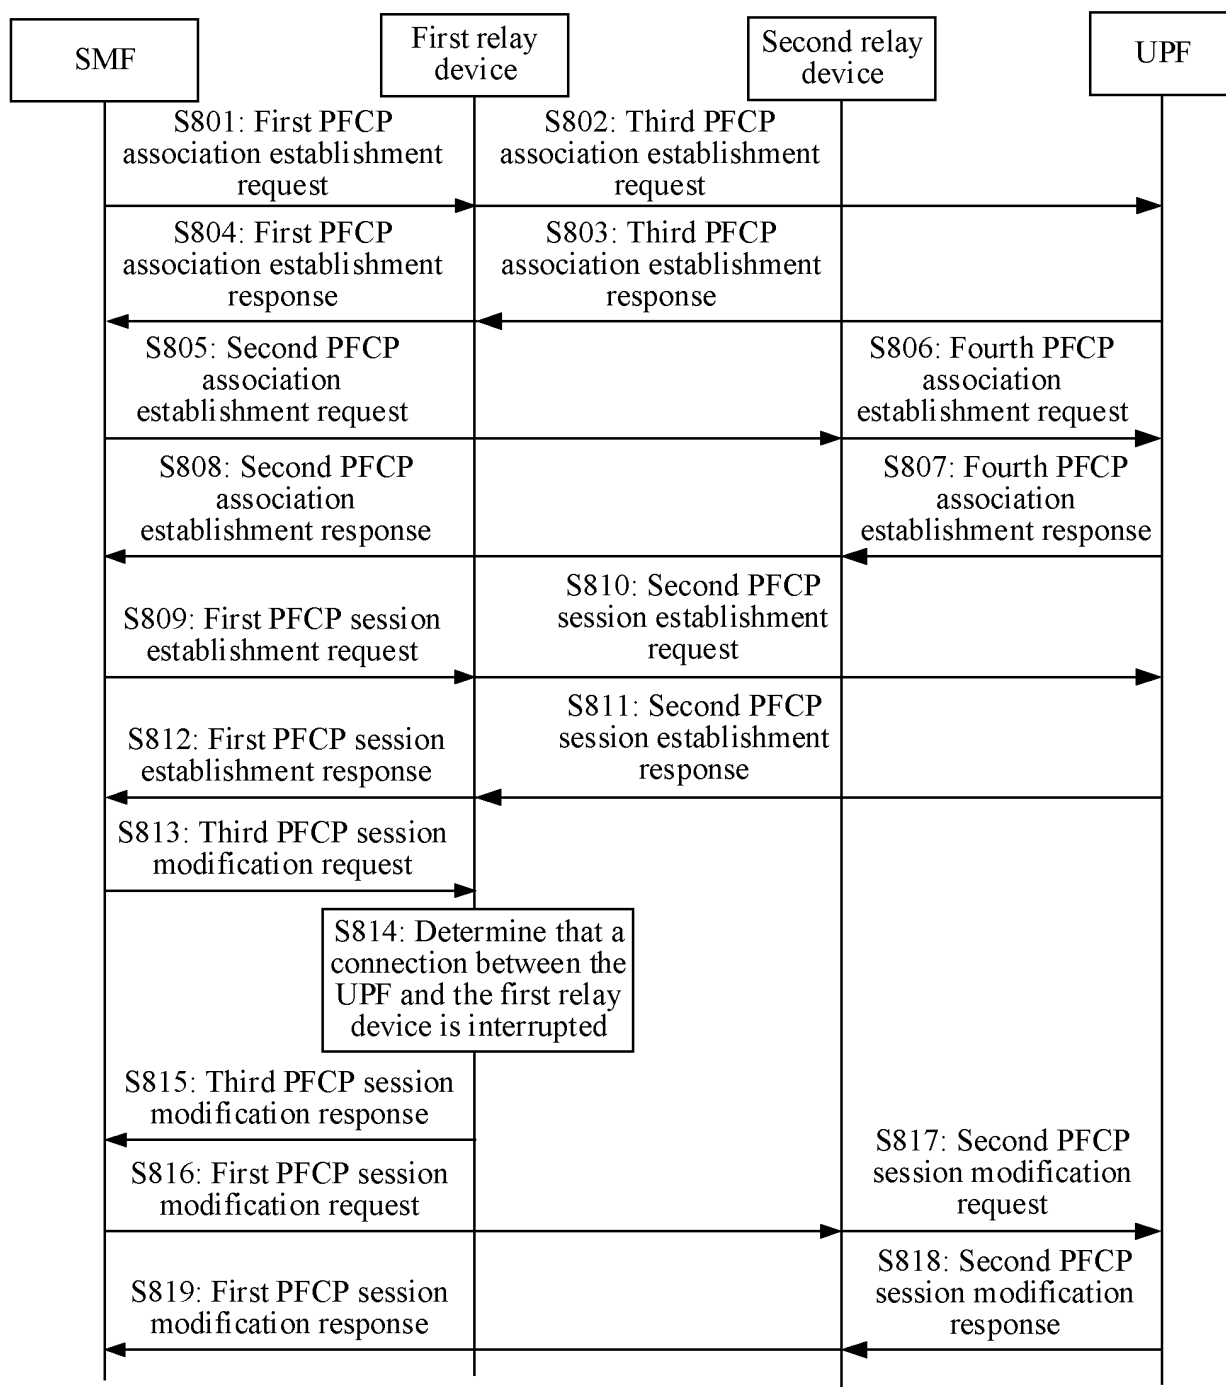 SMF
First relay
device
Second relay
device
UPF
S801: First PFCP
association establishment
request
S802: Third PFCP
association establishment
request
S804: First PFCP
association establishment
response
S803: Third PFCP
association establishment
response
S805: Second PFCP
association
establishment request
S806: Fourth PFCP
association
establishment request
S808: Second PFCP
association
establishment response
S807: Fourth PFCP
association
establishment response
S809: First PFCP session
establishment request
S810: Second PFCP
session establishment
request
S812: First PFCP session
establishment response
S811: Second PFCP
session establishment
response
S813: Third PFCP session
modification request
S814: Determine that a
connection between the
UPF and the first relay
device is interrupted
S815: Third PFCP session
modification response
S816: First PFCP session
modification request
S817: Second PFCP
session modification
request
S819: First PFCP session
modification response
S818: Second PFCP
session modification
response